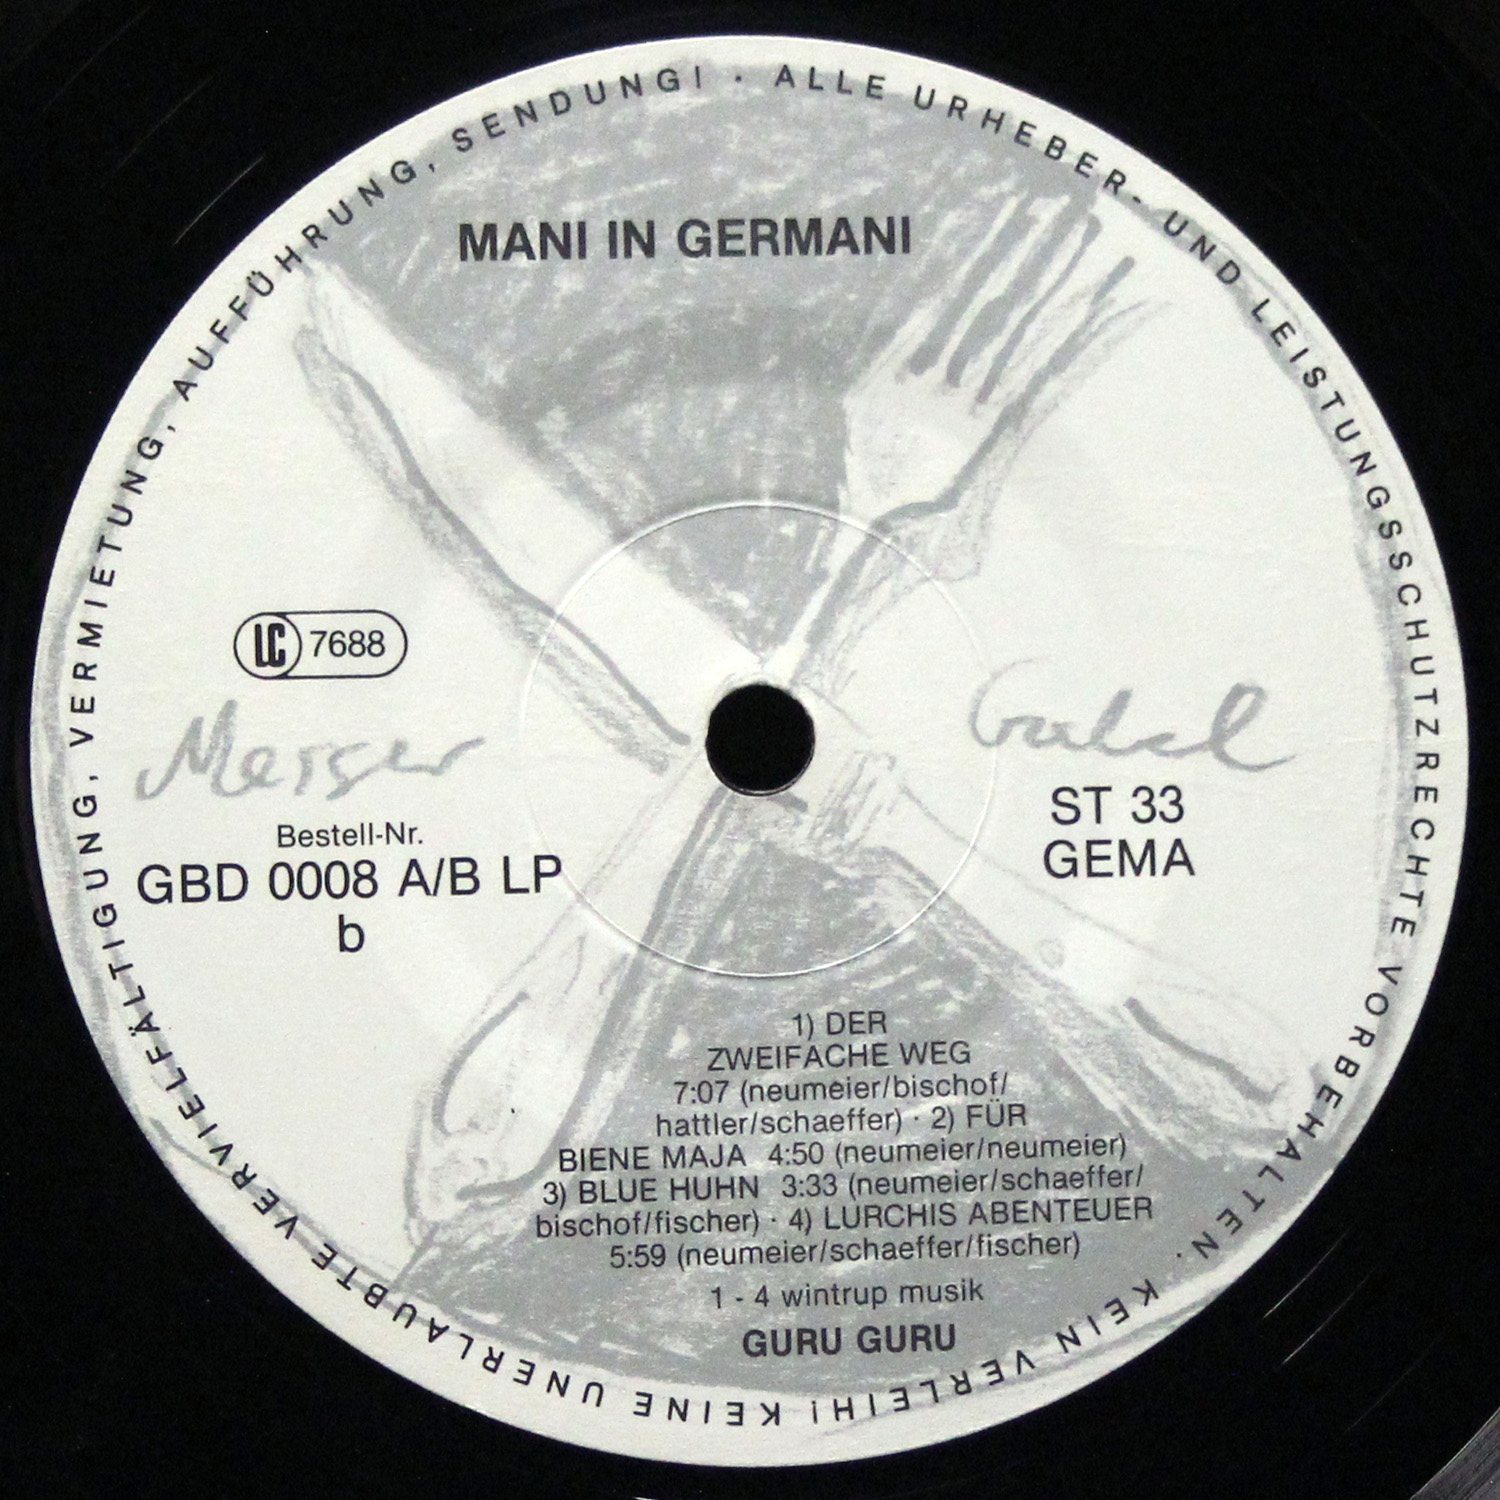 ALLE URHEBER- UND LEISTUNGSSCHUTZRECHTE VORBEHALTEN · KEIN VERLEIH! KEINE UNERLAUBTE VERVIELFÄLTIGUNG, VERMIETUNG, AUFFÜHRUNG, SENDUNG! ·
MANI IN GERMANI
LC 7688
Messer
Gabel
Bestell-Nr.
GBD 0008 A/B LP
b
ST 33
GEMA
1) DER
ZWEIFACHE WEG
7:07 (neumeier/bischof/
hattler/schaeffer) · 2) FÜR
BIENE MAJA 4:50 (neumeier/neumeier)
3) BLUE HUHN 3:33 (neumeier/schaeffer/
bischof/fischer) · 4) LURCHIS ABENTEUER
5:59 (neumeier/schaeffer/fischer)
1 - 4 wintrup musik
GURU GURU